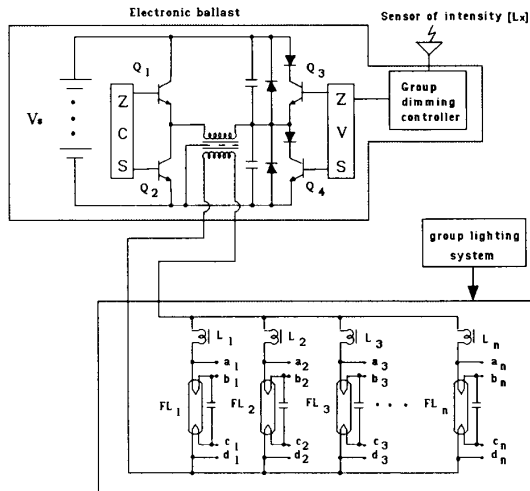 Electronic ballast
Sensor of intensity [Lx]
Q1
Q3
Z
C
S
Z
V
S
Group
dimming
controller
Vs
Q2
Q4
group lighting
system
L1
L2
L3
Ln
a1
a2
a3
an
b1
b2
b3
bn
FL1
FL2
FL3
. . .
FLn
c1
c2
c3
cn
d1
d2
d3
dn